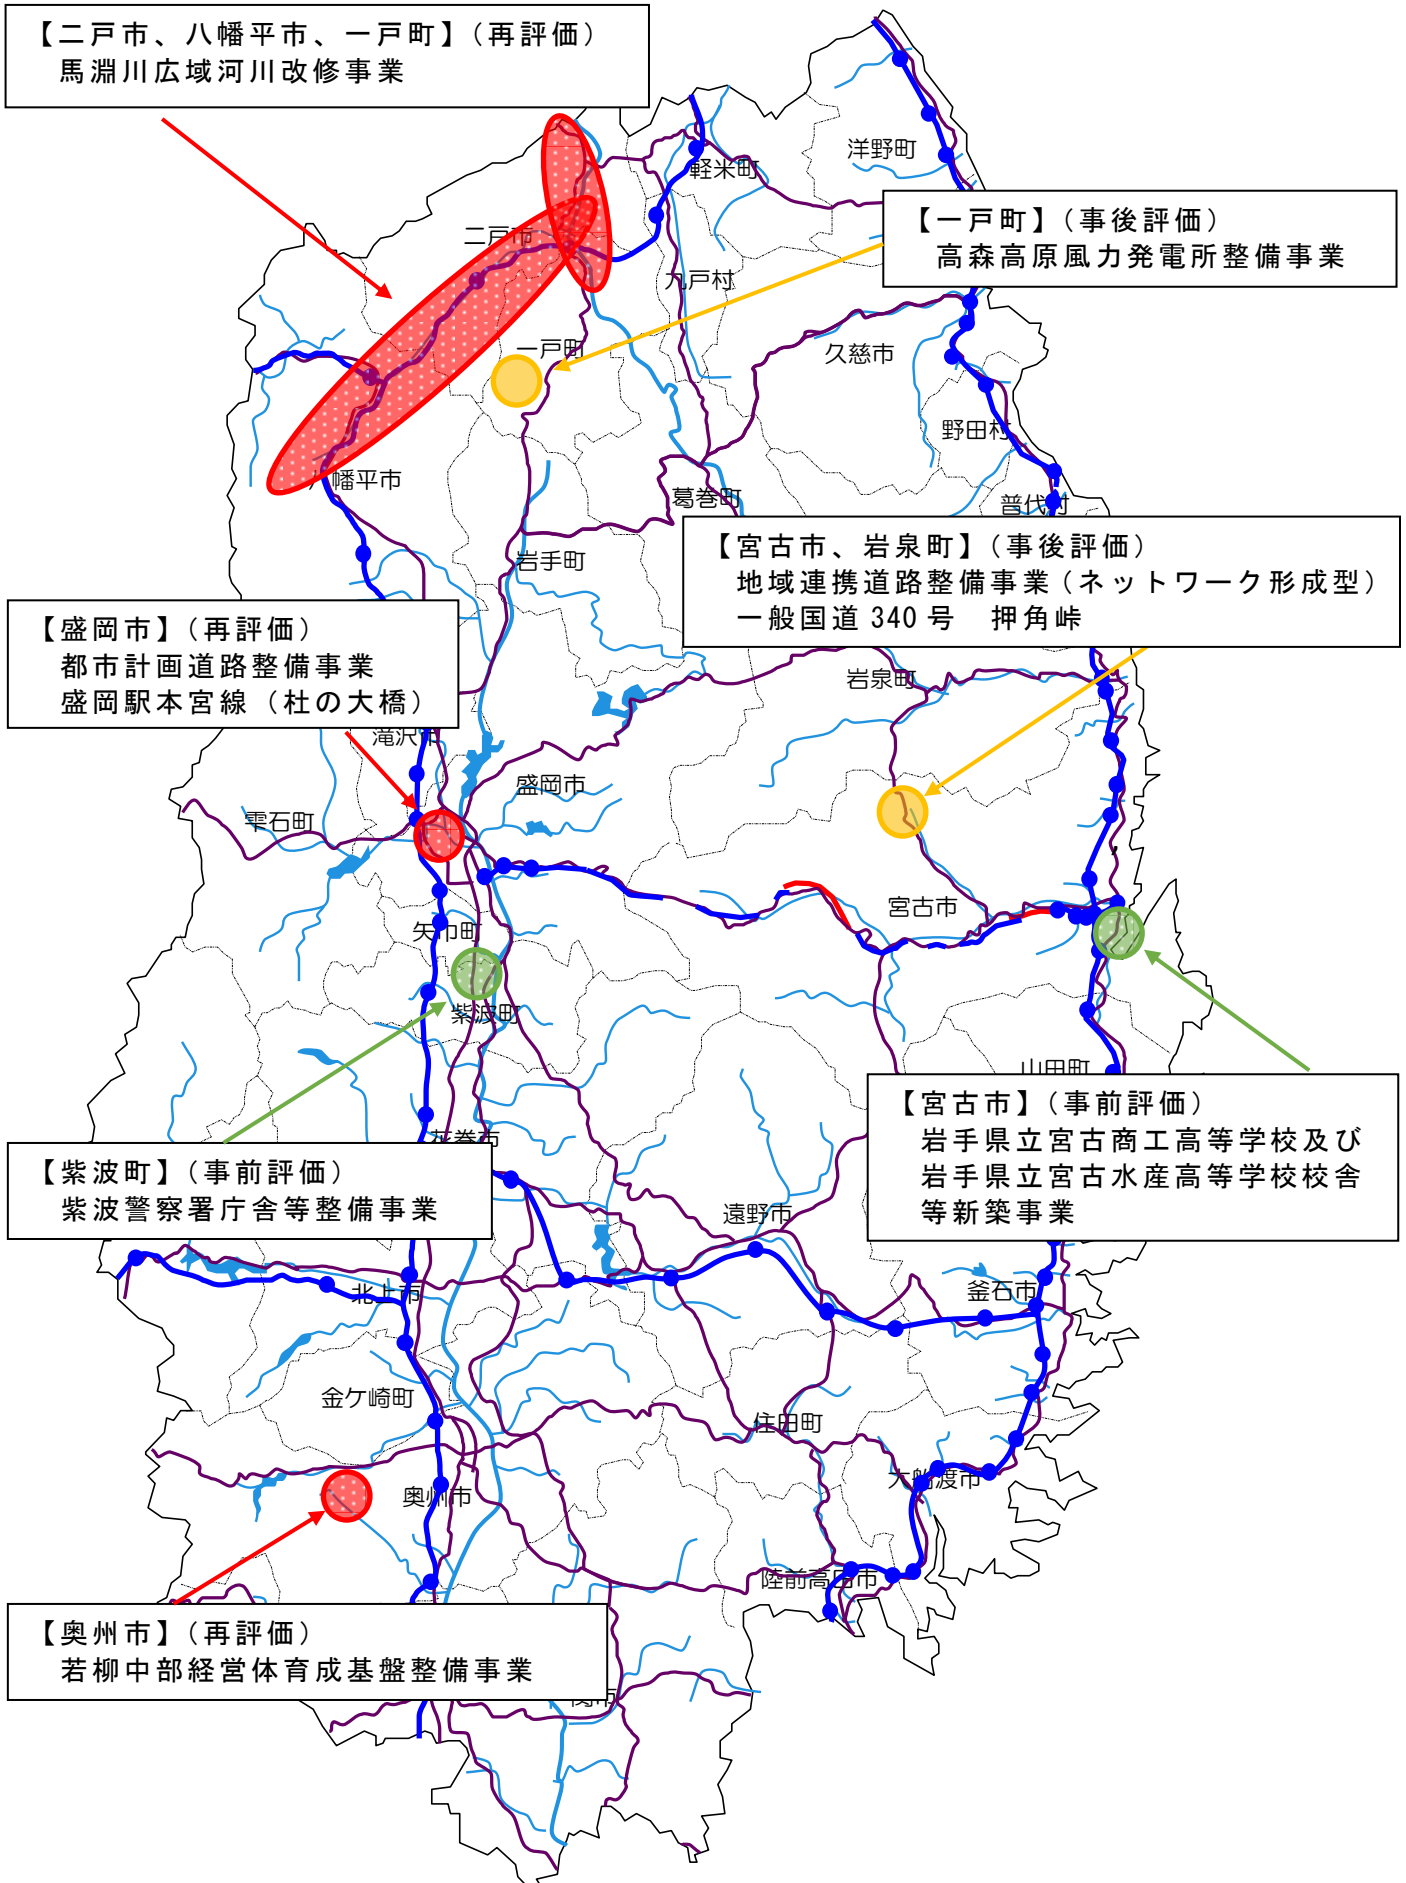 【二戸市、八幡平市、一戸町】(再評価)
馬淵川広域河川改修事業
洋野町
軽米町
【一戸町】(事後評価)
高森高原風力発電所整備事業
二戸市
九戸村
一戸町
久慈市
野田村
八幡平市
葛巻町
普代村
【宮古市、岩泉町】(事後評価)
地域連携道路整備事業(ネットワーク形成型)
一般国道340号 押角峠
岩手町
【盛岡市】(再評価)
都市計画道路整備事業
盛岡駅本宮線(杜の大橋)
岩泉町
滝沢市
盛岡市
雫石町
宮古市
矢巾町
紫波町
山田町
【宮古市】(事前評価)
岩手県立宮古商工高等学校及び
岩手県立宮古水産高等学校校舎
等新築事業
花巻市
【紫波町】(事前評価)
紫波警察署庁舎等整備事業
遠野市
北上市
釜石市
金ケ崎町
住田町
大船渡市
奥州市
陸前高田市
【奥州市】(再評価)
若柳中部経営体育成基盤整備事業
関市